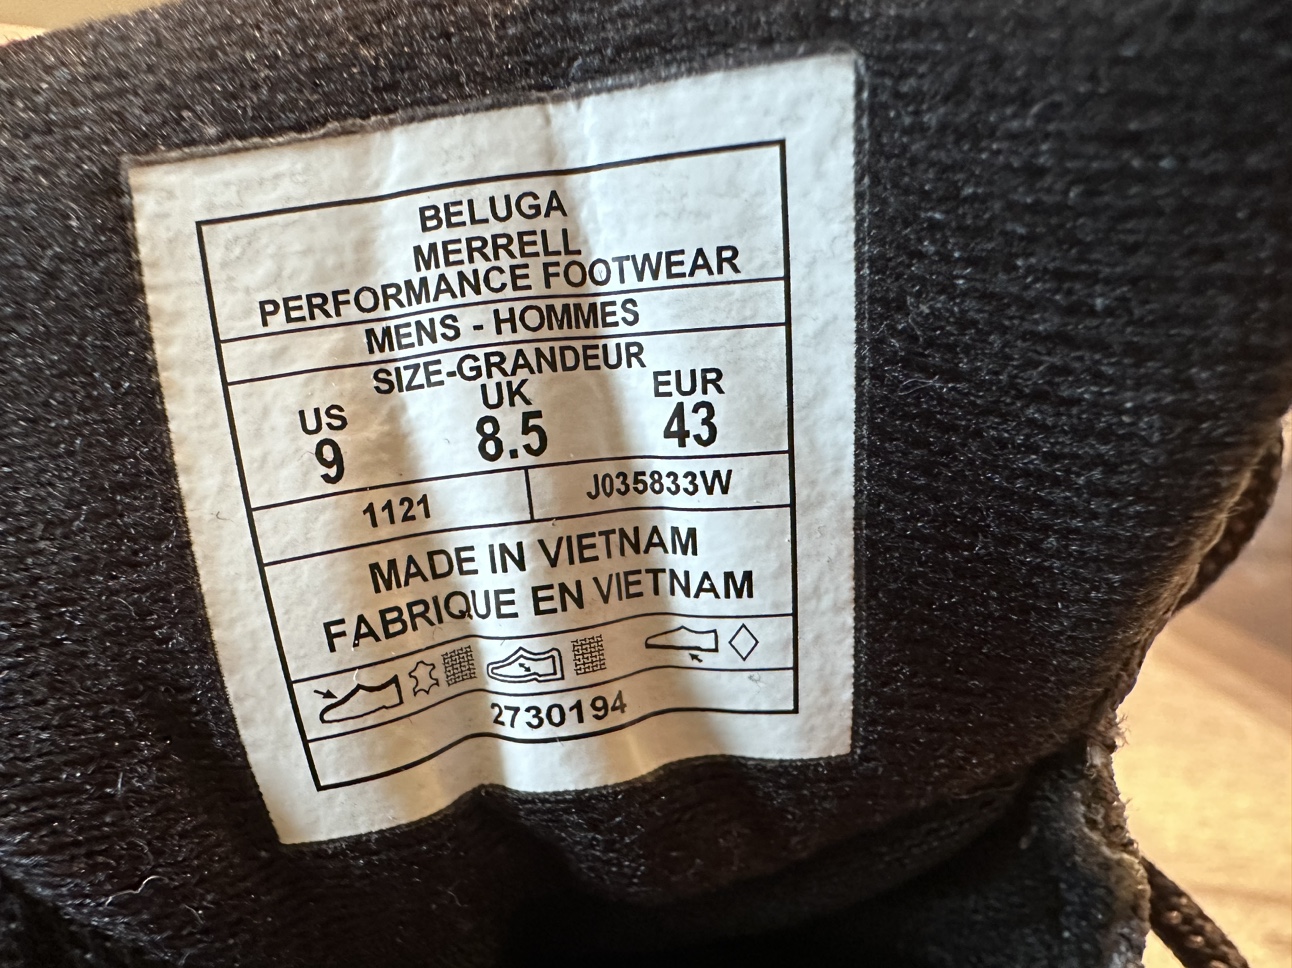 BELUGA
MERRELL
PERFORMANCE FOOTWEAR
MENS - HOMMES
SIZE-GRANDEUR
US UK EUR
9 8.5 43
1121 J035833W
MADE IN VIETNAM
FABRIQUE EN VIETNAM
2730194